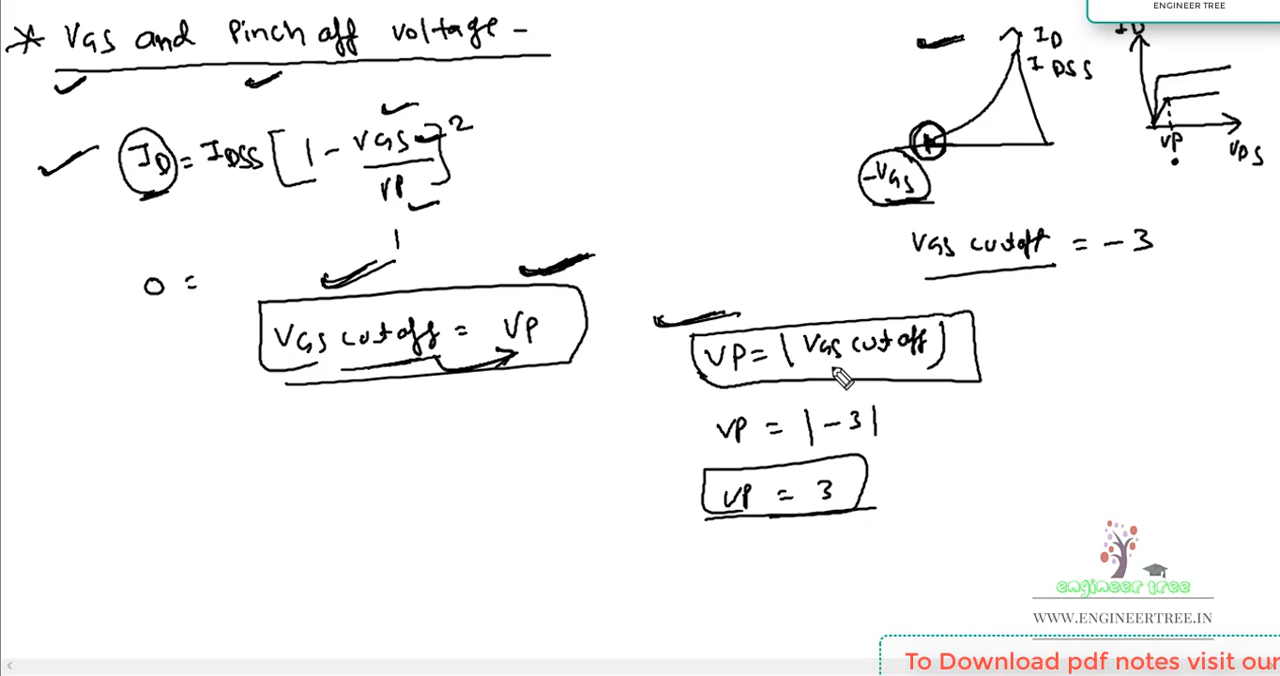 ENGINEER TREE
* VGS and Pinch off voltage -
ID = IDSS [1 - VGS / VP]²
1
0 =
VGS cutoff = VP
ID
IDSS
-VGS
ID
VP
VDS
VGS cutoff = -3
VP = |VGS cutoff|
VP = |-3|
VP = 3
engineer tree
WWW.ENGINEERTREE.IN
To Download pdf notes visit our